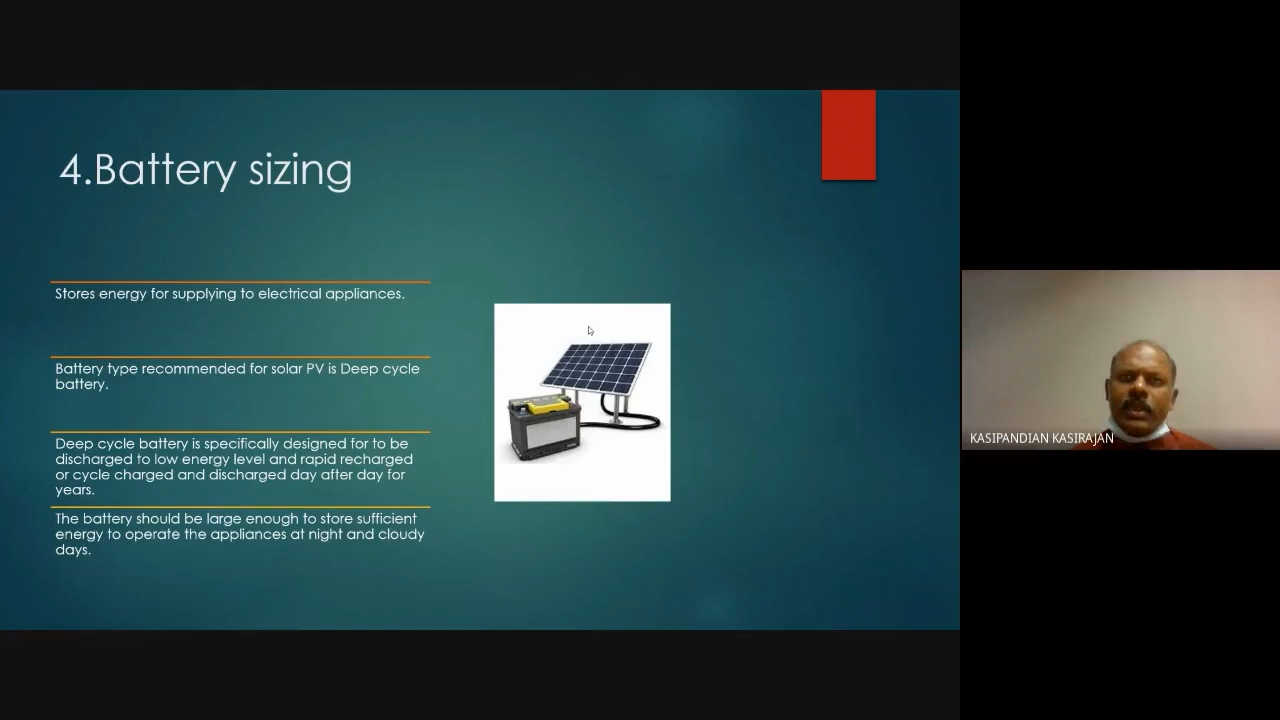 4.Battery sizing
Stores energy for supplying to electrical appliances.
Battery type recommended for solar PV is Deep cycle
battery.
Deep cycle battery is specifically designed for to be
discharged to low energy level and rapid recharged
or cycle charged and discharged day after day for
years.
The battery should be large enough to store sufficient
energy to operate the appliances at night and cloudy
days.
KASIPANDIAN KASIRAJAN